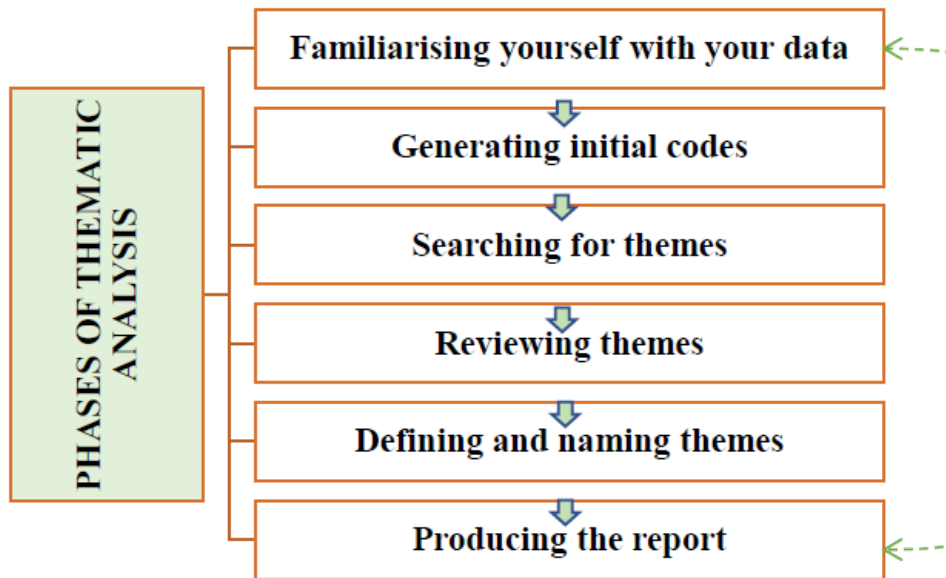 PHASES OF THEMATIC
ANALYSIS
Familiarising yourself with your data
Generating initial codes
Searching for themes
Reviewing themes
Defining and naming themes
Producing the report